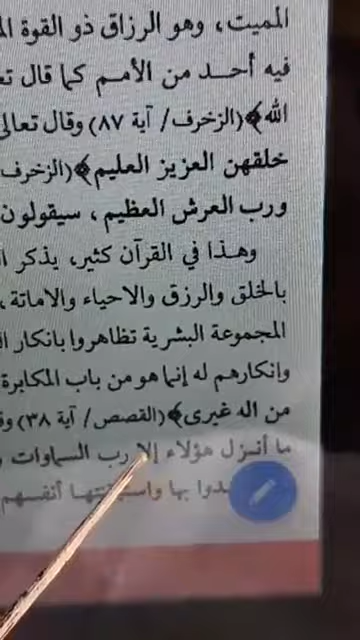 المميت، وهو الرزاق ذو القوة
فيه أحد من الأمم كما قال
الله﴾(الزخرف/ آية ٨٧) وقال تعالى
خلقهن العزيز العليم﴾(الزخرف
ورب العرش العظيم ، سيقولون
وهذا في القرآن كثير، يذكر
بالخلق والرزق والاحياء والاماتة ،
المجموعة البشرية تظاهروا بانكار
وانكارهم له إنما هو من باب المكابرة
من اله غيرى﴾(القصص/ آية ٣٨)
ما أنزل هؤلاء إلا رب السماوات
بها واستيقنتها أنفسهم